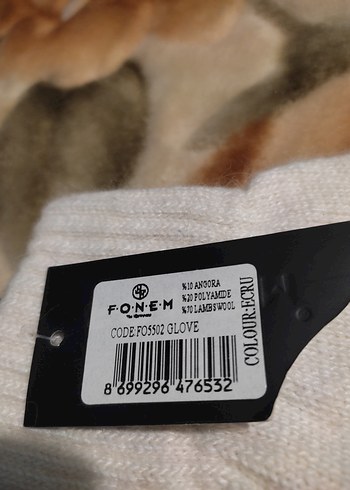 %10 ANGORA
%20 POLYAMIDE
%70 LAMBSWOOL
F·O·N·E·M
CODE:FO5502 GLOVE
COLOUR:ECRU
8 699296 476532